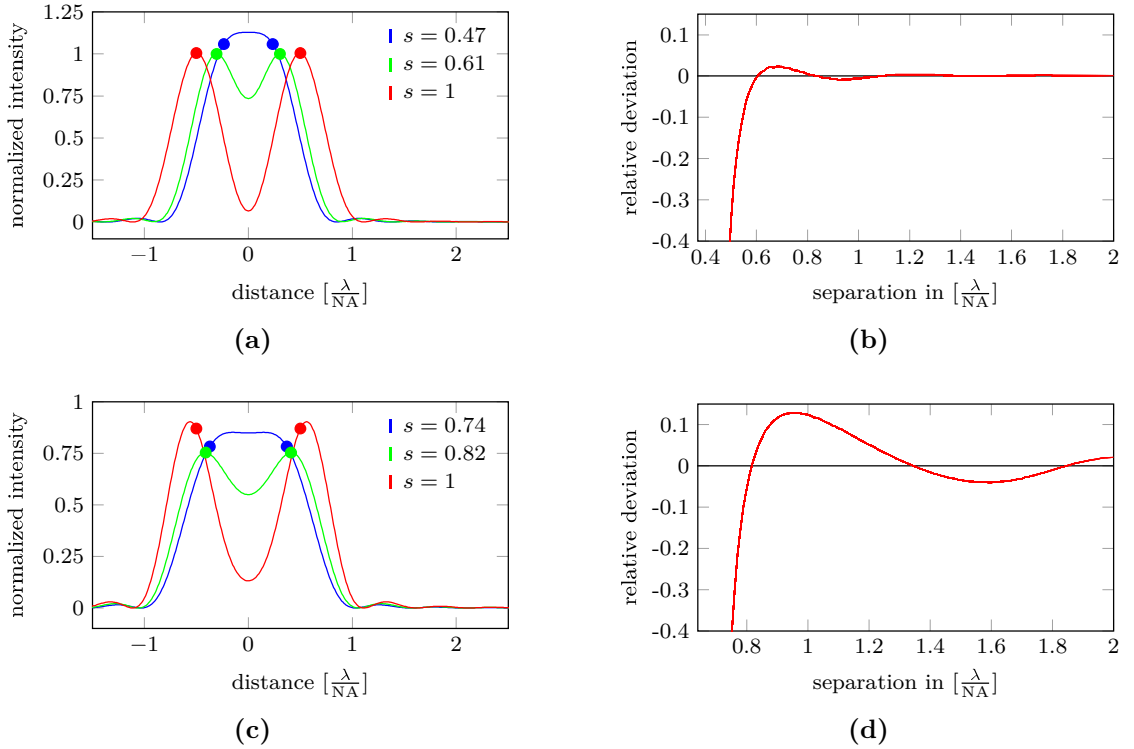 normalized intensity
1.25
1
0.75
0.5
0.25
0
−1
0
1
2
distance [λ/NA]
s = 0.47
s = 0.61
s = 1
(a)
relative deviation
0.1
0
-0.1
-0.2
-0.3
-0.4
0.4 0.6 0.8 1 1.2 1.4 1.6 1.8 2
separation in [λ/NA]
(b)
normalized intensity
1
0.75
0.5
0.25
0
−1
0
1
2
distance [λ/NA]
s = 0.74
s = 0.82
s = 1
(c)
relative deviation
0.1
0
-0.1
-0.2
-0.3
-0.4
0.8 1 1.2 1.4 1.6 1.8 2
separation in [λ/NA]
(d)